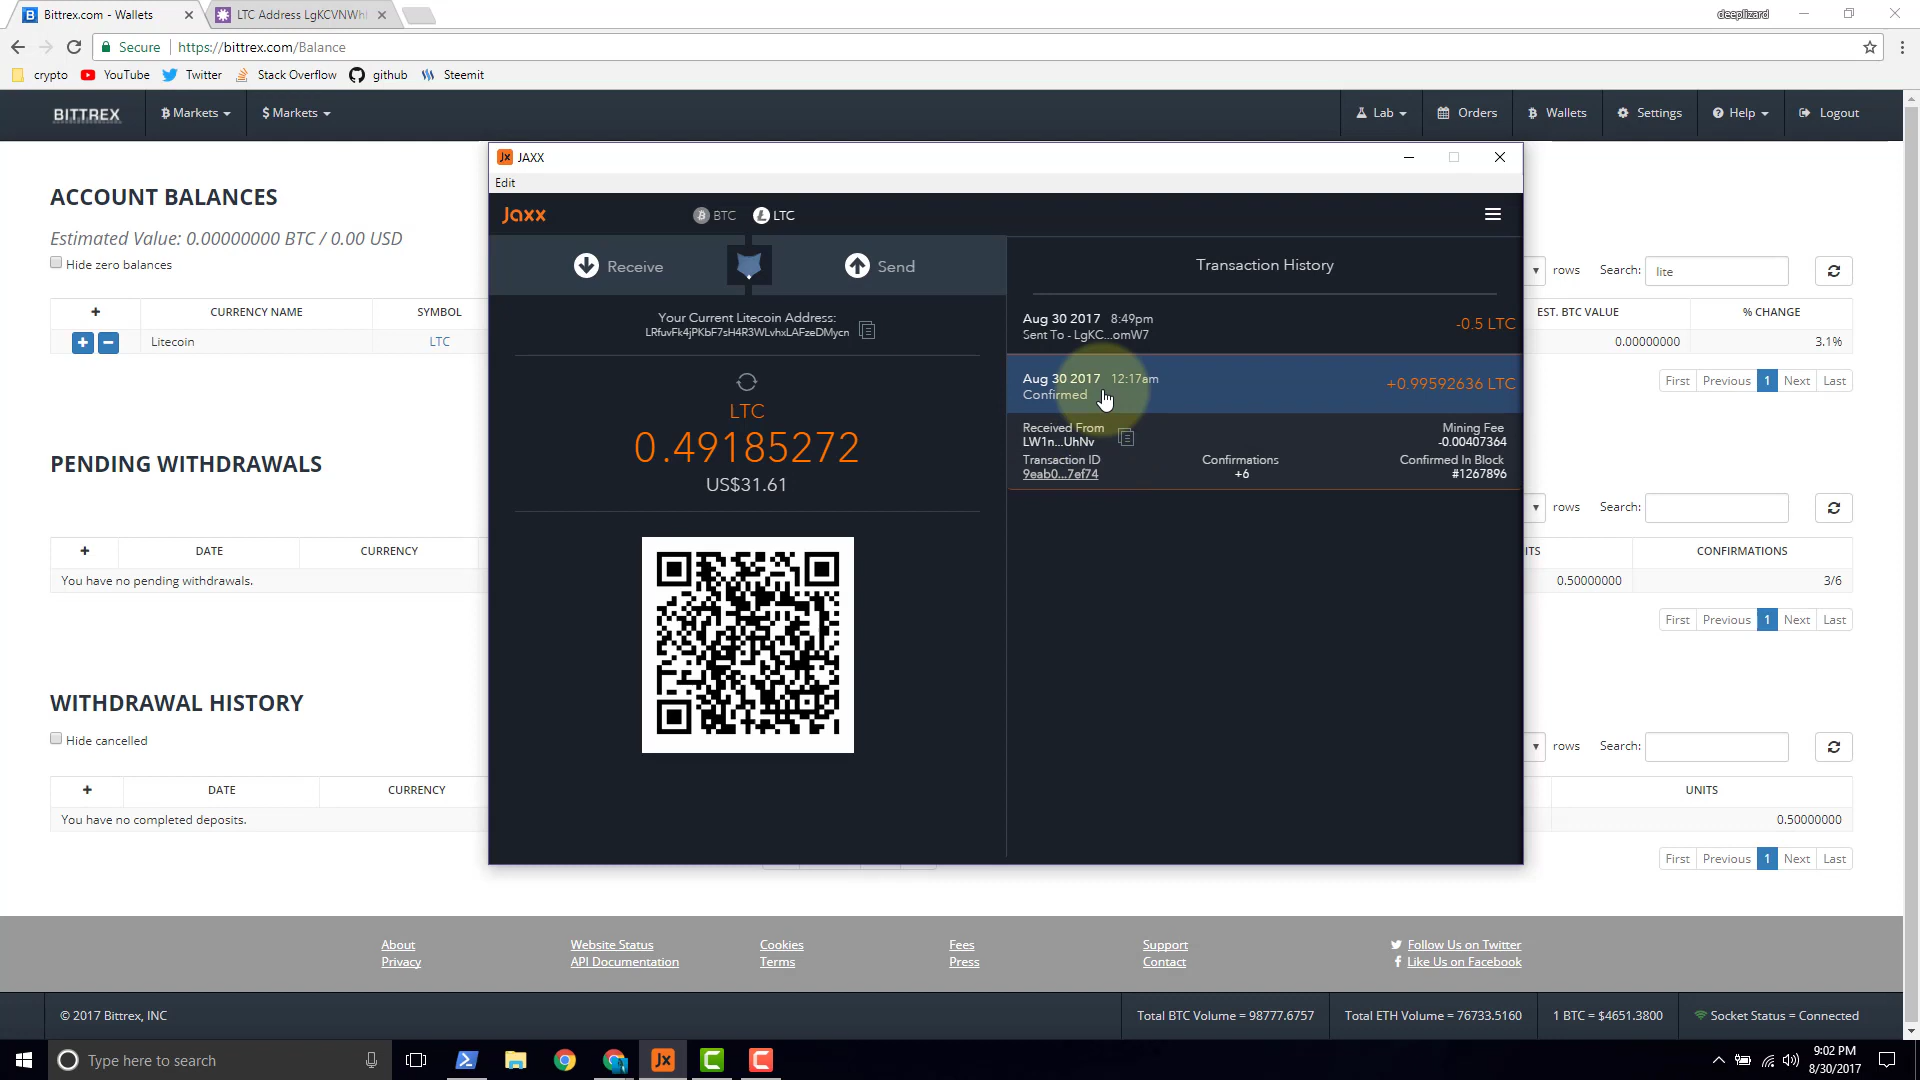 Bittrex.com - Wallets
LTC Address LgKCVNWh
deeplizard
Secure
https://bittrex.com/Balance
crypto
YouTube
Twitter
Stack Overflow
github
Steemit
BITTREX
Markets
$ Markets
Lab
Orders
Wallets
Settings
Help
Logout
JAXX
Edit
Jaxx
BTC
LTC
Receive
Send
Your Current Litecoin Address:
LRfuvFk4jPKbF7sH4R3WLvhxLAFzeDMycn
LTC
0.49185272
US$31.61
Transaction History
Aug 30 2017 8:49pm
-0.5 LTC
Sent To - LgKC...omW7
Aug 30 2017 12:17am
+0.99592636 LTC
Confirmed
Received From
Mining Fee
LW1n...UhNv
-0.00407364
Transaction ID
Confirmations
Confirmed In Block
9eab0...7ef74
+6
#1267896
ACCOUNT BALANCES
Estimated Value: 0.00000000 BTC / 0.00 USD
Hide zero balances
rows
Search:
lite
+
CURRENCY NAME
SYMBOL
EST. BTC VALUE
% CHANGE
Litecoin
LTC
0.00000000
3.1%
First
Previous
1
Next
Last
PENDING WITHDRAWALS
rows
Search:
+
DATE
CURRENCY
ITS
CONFIRMATIONS
You have no pending withdrawals.
0.50000000
3/6
First
Previous
1
Next
Last
WITHDRAWAL HISTORY
Hide cancelled
rows
Search:
+
DATE
CURRENCY
UNITS
You have no completed deposits.
0.50000000
First
Previous
1
Next
Last
About
Website Status
Cookies
Fees
Support
Follow Us on Twitter
Privacy
API Documentation
Terms
Press
Contact
Like Us on Facebook
© 2017 Bittrex, INC
Total BTC Volume = 98777.6757
Total ETH Volume = 76733.5160
1 BTC = $4651.3800
Socket Status = Connected
Type here to search
Jx
9:02 PM
8/30/2017